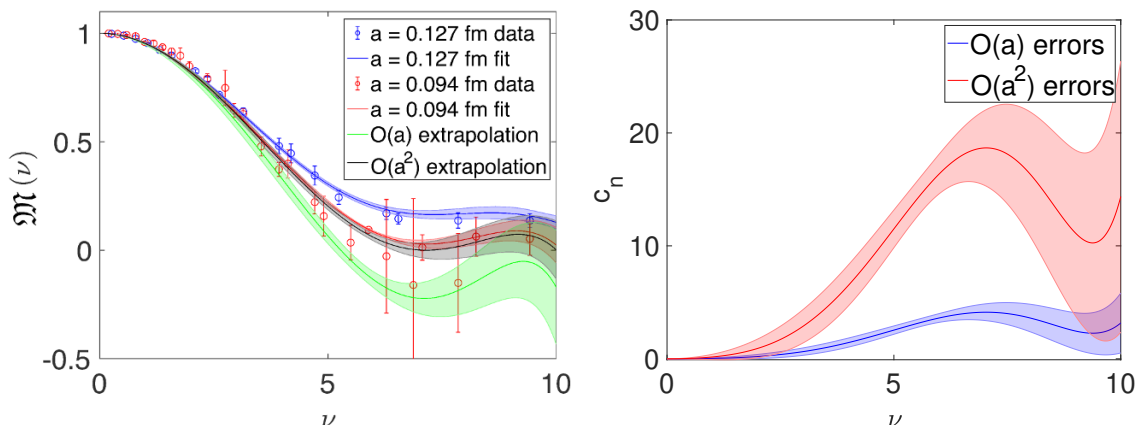 1
0.5
0
-0.5
𝔐 (ν)
0
5
10
ν
a = 0.127 fm data
a = 0.127 fm fit
a = 0.094 fm data
a = 0.094 fm fit
O(a) extrapolation
O(a²) extrapolation
30
20
10
0
cₙ
0
5
10
ν
O(a) errors
O(a²) errors